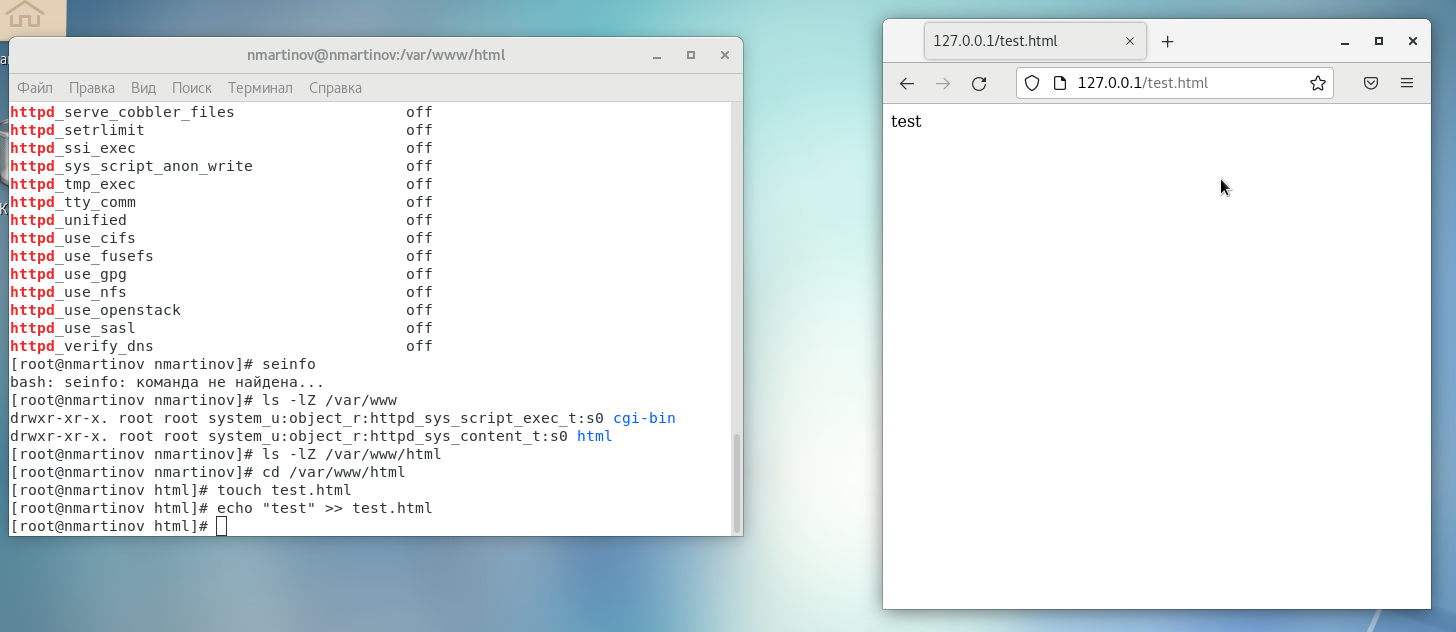 nmartinov@nmartinov:/var/www/html
Файл Правка Вид Поиск Терминал Справка
httpd_serve_cobbler_files off
httpd_setrlimit off
httpd_ssi_exec off
httpd_sys_script_anon_write off
httpd_tmp_exec off
httpd_tty_comm off
httpd_unified off
httpd_use_cifs off
httpd_use_fusefs off
httpd_use_gpg off
httpd_use_nfs off
httpd_use_openstack off
httpd_use_sasl off
httpd_verify_dns off
[root@nmartinov nmartinov]# seinfo
bash: seinfo: команда не найдена...
[root@nmartinov nmartinov]# ls -lZ /var/www
drwxr-xr-x. root root system_u:object_r:httpd_sys_script_exec_t:s0 cgi-bin
drwxr-xr-x. root root system_u:object_r:httpd_sys_content_t:s0 html
[root@nmartinov nmartinov]# ls -lZ /var/www/html
[root@nmartinov nmartinov]# cd /var/www/html
[root@nmartinov html]# touch test.html
[root@nmartinov html]# echo "test" >> test.html
[root@nmartinov html]#
127.0.0.1/test.html
127.0.0.1/test.html
test